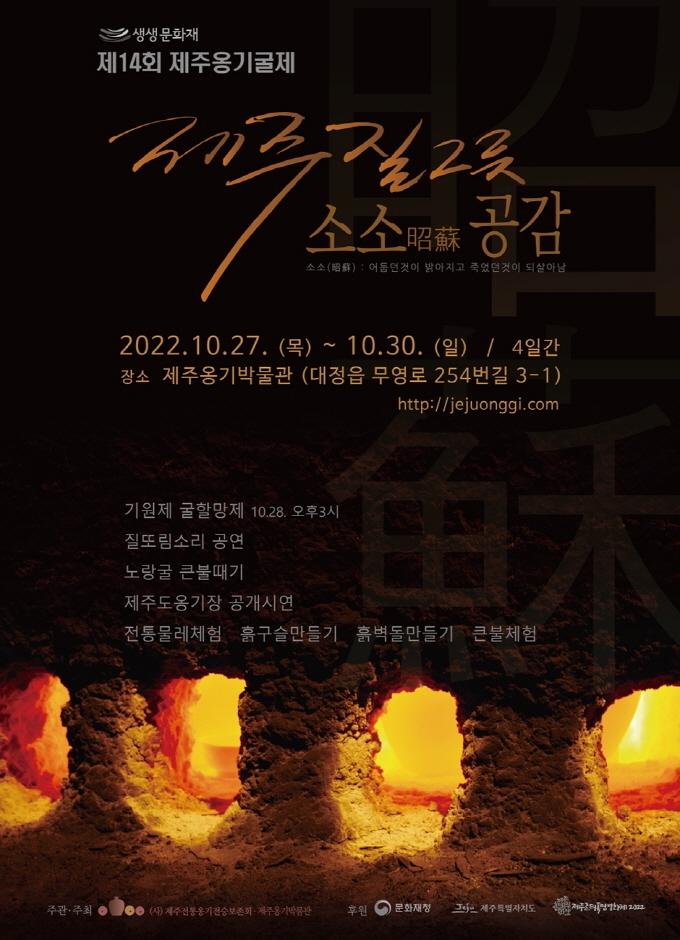 생생문화재
제14회 제주옹기굴제
제주 질그릇
소소昭蘇 공감
소소(昭蘇) : 어둡던것이 밝아지고 죽었던것이 되살아남
2022.10.27. (목) ~ 10.30. (일) / 4일간
장소 제주옹기박물관 (대정읍 무영로 254번길 3-1)
http://jejuonggi.com
기원제 굴할망제 10.28. 오후3시
질또림소리 공연
노랑굴 큰불때기
제주도옹기장 공개시연
전통물레체험 흙구슬만들기 흙벽돌만들기 큰불체험
주관·주최 (사)제주전통옹기전승보존회·제주옹기박물관 후원 문화재청 Jeju 제주특별자치도
昭蘇